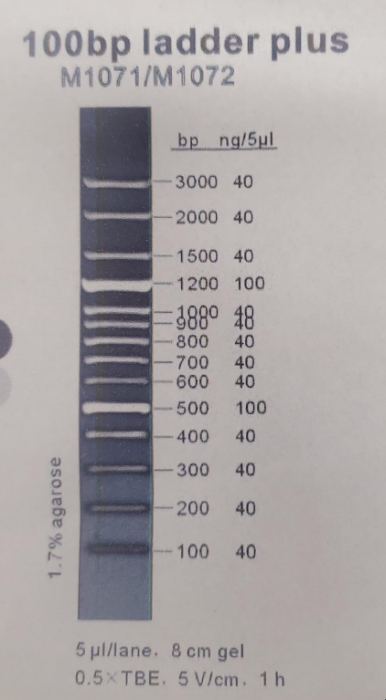 100bp ladder plus
M1071/M1072
bp ng/5µl
3000 40
2000 40
1500 40
1200 100
1000 40
900 40
800 40
700 40
600 40
500 100
400 40
300 40
200 40
100 40
1.7% agarose
5 µl/lane. 8 cm gel
0.5×TBE. 5 V/cm. 1 h